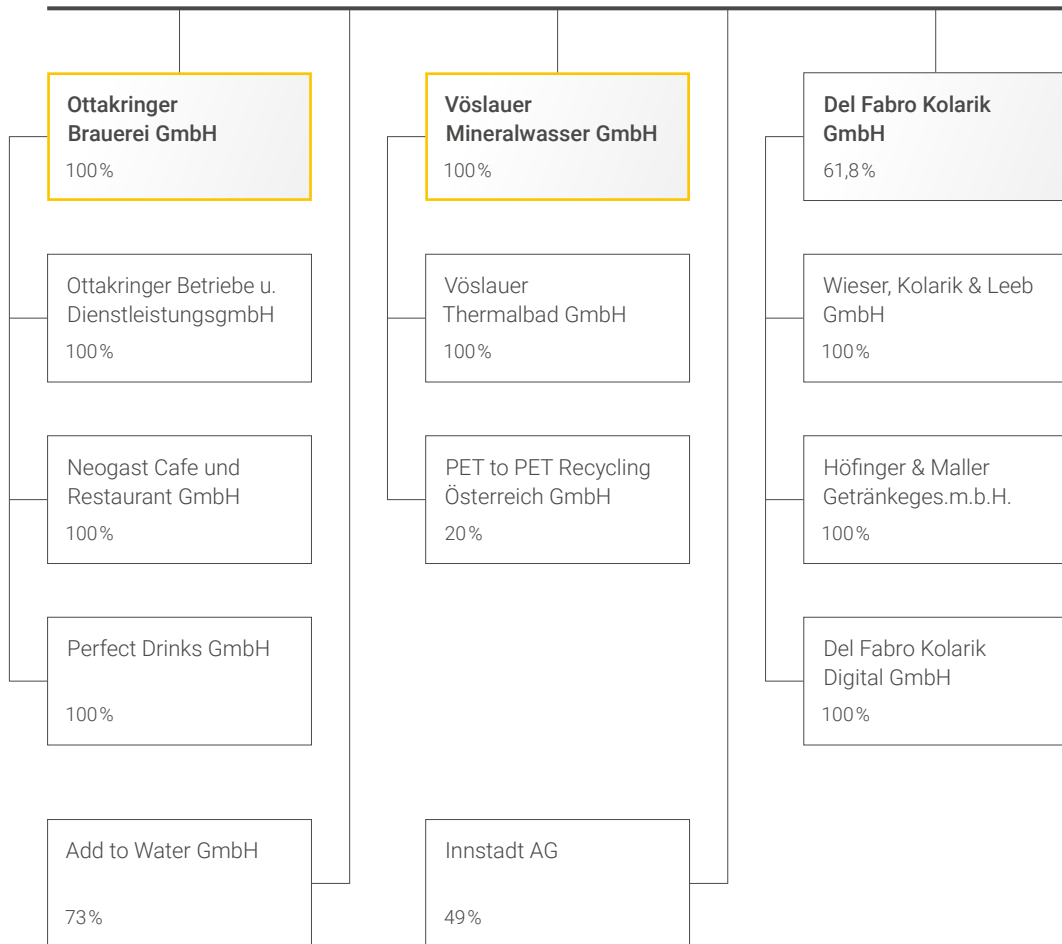 Ottakringer
Brauerei GmbH
100%
Ottakringer Betriebe u.
DienstleistungsgmbH
100%
Neogast Cafe und
Restaurant GmbH
100%
Perfect Drinks GmbH
100%
Add to Water GmbH
73%
Vöslauer
Mineralwasser GmbH
100%
Vöslauer
Thermalbad GmbH
100%
PET to PET Recycling
Österreich GmbH
20%
Innstadt AG
49%
Del Fabro Kolarik
GmbH
61,8%
Wieser, Kolarik & Leeb
GmbH
100%
Höfinger & Maller
Getränkeges.m.b.H.
100%
Del Fabro Kolarik
Digital GmbH
100%